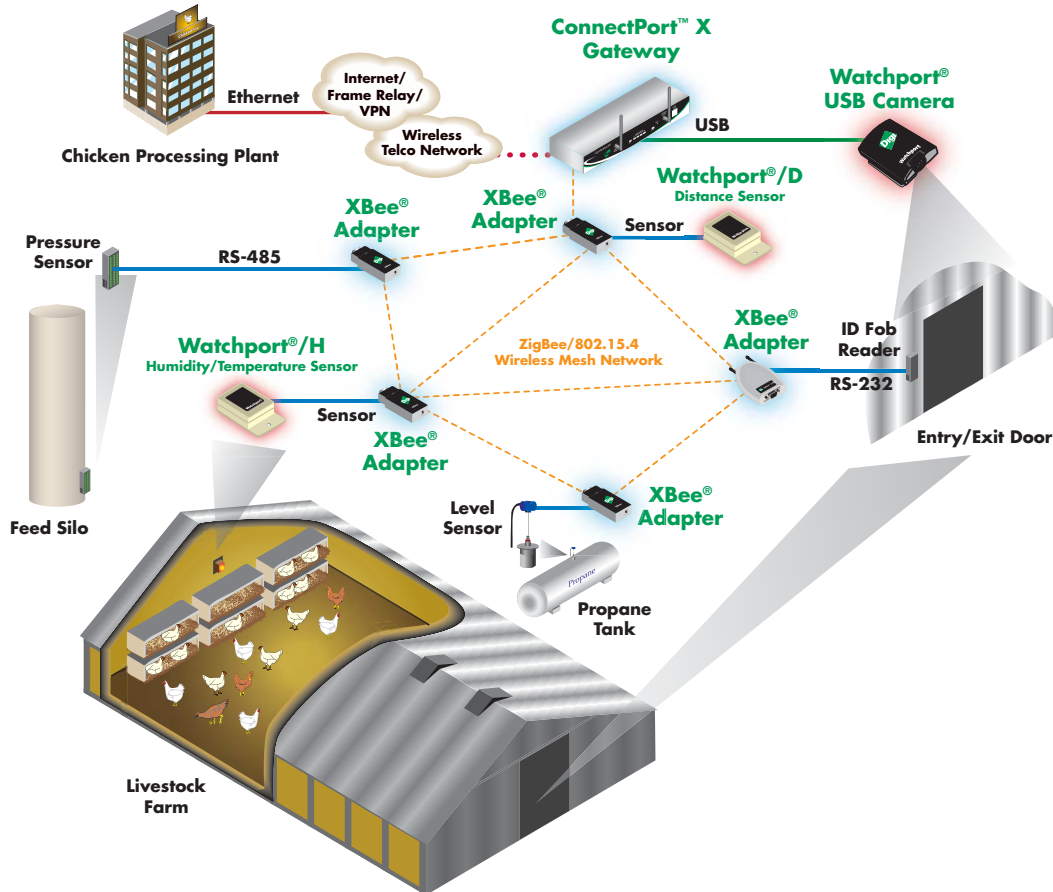 ConnectPort™ X
Gateway
Watchport®
USB Camera
Internet/
Frame Relay/
VPN
Ethernet
Wireless
Telco Network
USB
Digi
Watchport
Chicken Processing Plant
Watchport®/D
Distance Sensor
XBee®
Adapter
XBee®
Adapter
Sensor
Pressure
Sensor
RS-485
XBee®
Adapter
ID Fob
Reader
RS-232
ZigBee/802.15.4
Wireless Mesh Network
Watchport®/H
Humidity/Temperature Sensor
Sensor
XBee®
Adapter
Entry/Exit Door
Feed Silo
Level
Sensor
XBee®
Adapter
Propane
Propane
Tank
Livestock
Farm